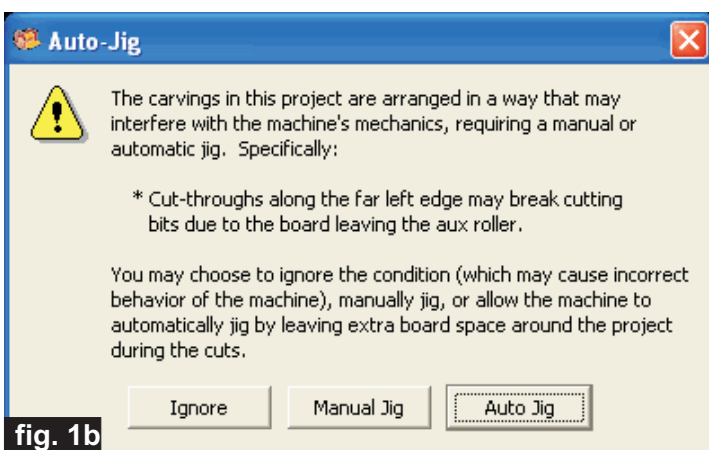 Auto-Jig
The carvings in this project are arranged in a way that may
interfere with the machine's mechanics, requiring a manual or
automatic jig.  Specifically:
* Cut-throughs along the far left edge may break cutting
bits due to the board leaving the aux roller.
You may choose to ignore the condition (which may cause incorrect
behavior of the machine), manually jig, or allow the machine to
automatically jig by leaving extra board space around the project
during the cuts.
Ignore
Manual Jig
Auto Jig
fig. 1b